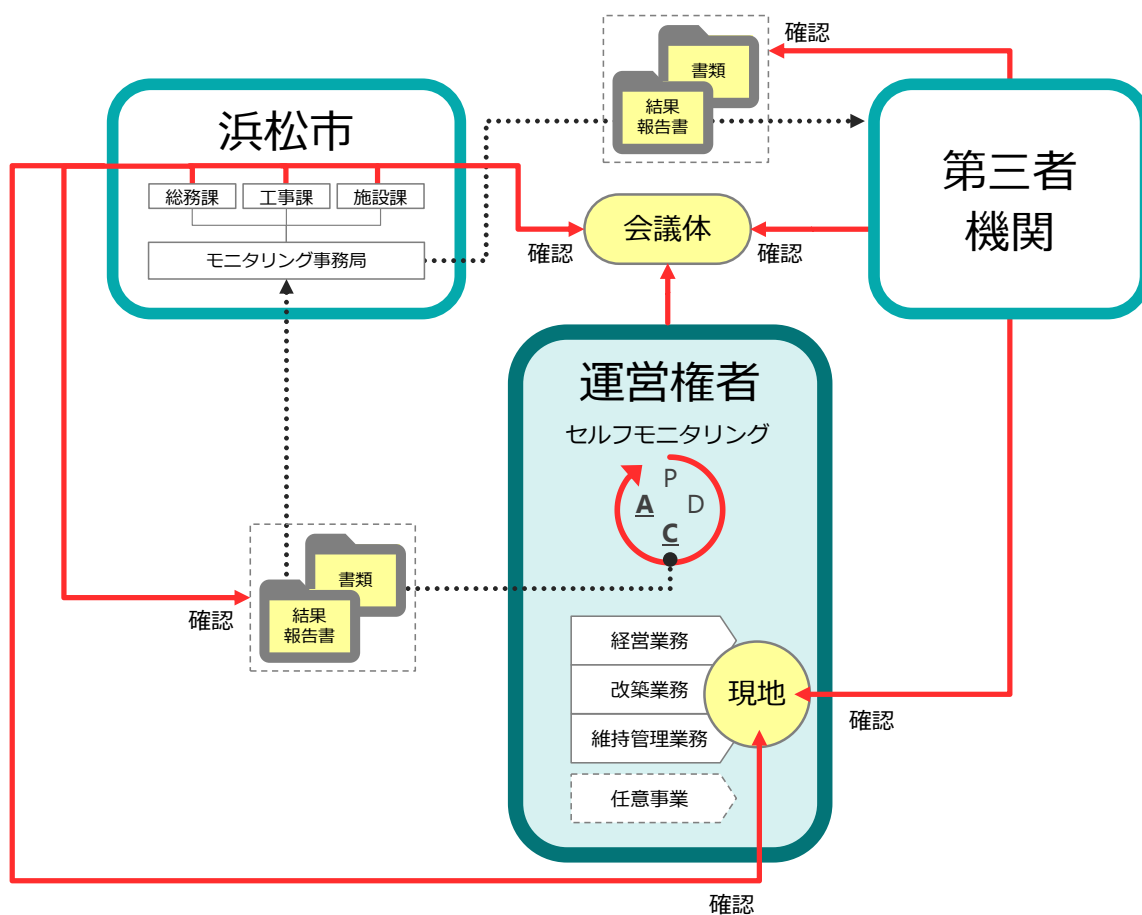 確認
書類
結果
報告書
浜松市
総務課
工事課
施設課
モニタリング事務局
第三者
機関
会議体
確認
確認
運営権者
セルフモニタリング
P
D
A
C
書類
結果
報告書
確認
経営業務
改築業務
維持管理業務
現地
確認
任意事業
確認